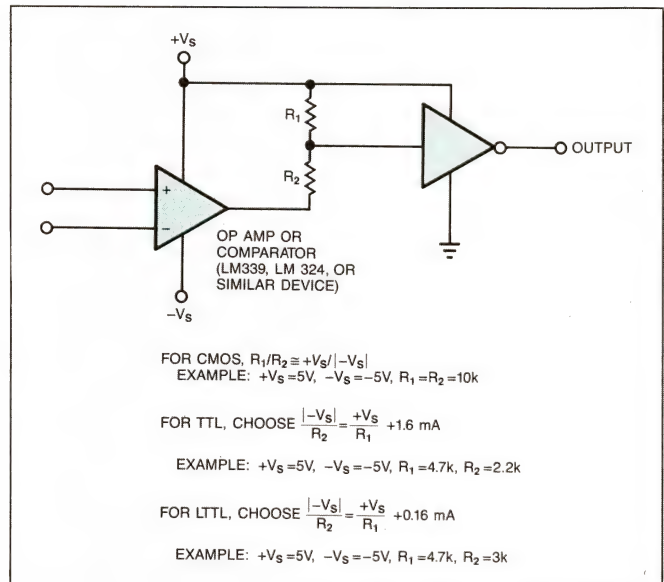 +VS
R1
R2
+
−
OUTPUT
OP AMP OR
COMPARATOR
(LM339, LM 324, OR
SIMILAR DEVICE)
−VS
FOR CMOS, R1/R2 ≅ +VS/|−VS|
EXAMPLE: +VS =5V, −VS =−5V, R1 =R2 =10k
FOR TTL, CHOOSE |−VS|/R2 = +VS/R1 +1.6 mA
EXAMPLE: +VS =5V, −VS =−5V, R1 =4.7k, R2 =2.2k
FOR LTTL, CHOOSE |−VS|/R2 = +VS/R1 +0.16 mA
EXAMPLE: +VS =5V, −VS =−5V, R1 =4.7k, R2 =3k